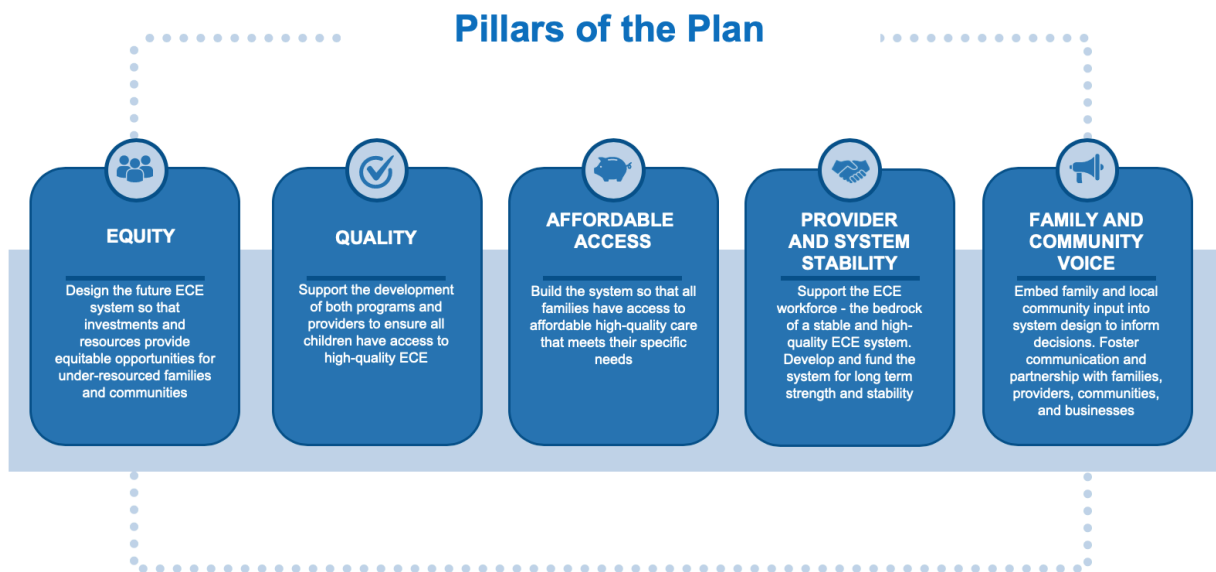 Pillars of the Plan
EQUITY
Design the future ECE
system so that
investments and
resources provide
equitable opportunities for
under-resourced families
and communities
QUALITY
Support the development
of both programs and
providers to ensure all
children have access to
high-quality ECE
AFFORDABLE
ACCESS
Build the system so that all
families have access to
affordable high-quality care
that meets their specific
needs
PROVIDER
AND SYSTEM
STABILITY
Support the ECE
workforce - the bedrock
of a stable and high-
quality ECE system.
Develop and fund the
system for long term
strength and stability
FAMILY AND
COMMUNITY
VOICE
Embed family and local
community input into
system design to inform
decisions. Foster
communication and
partnership with families,
providers, communities,
and businesses